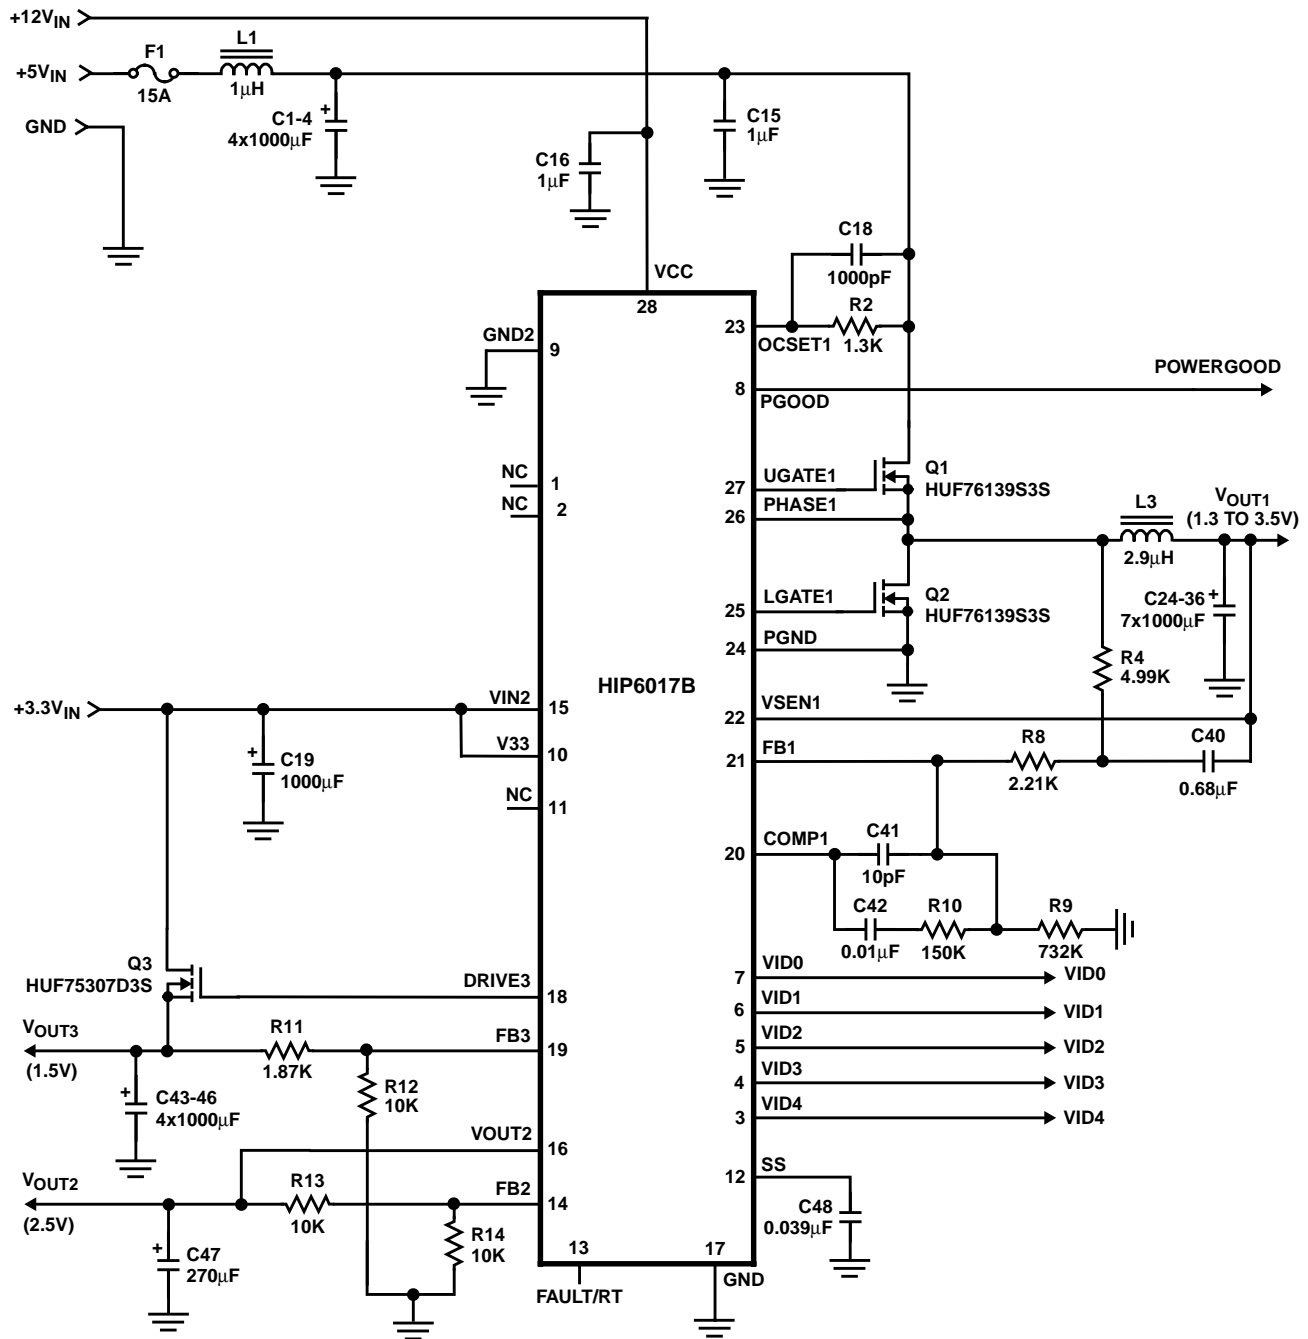 +12VIN
F1
L1
+5VIN
15A
1µH
GND
C1-4
4x1000µF
C15
1µF
C16
1µF
C18
1000pF
VCC
28
R2
23
OCSET1
1.3K
GND2
9
POWERGOOD
8
PGOOD
NC
1
NC
2
UGATE1
27
Q1
HUF76139S3S
PHASE1
26
L3
2.9µH
VOUT1
(1.3 TO 3.5V)
LGATE1
25
Q2
HUF76139S3S
C24-36
7x1000µF
PGND
24
R4
4.99K
HIP6017B
+3.3VIN
VIN2
15
VSEN1
22
V33
10
FB1
21
R8
2.21K
C40
0.68µF
C19
1000µF
NC
11
COMP1
20
C41
10pF
C42
0.01µF
R10
150K
R9
732K
Q3
HUF75307D3S
DRIVE3
18
7
VID0
VID0
6
VID1
VID1
5
VID2
VID2
4
VID3
VID3
3
VID4
VID4
VOUT3
(1.5V)
R11
1.87K
FB3
19
C43-46
4x1000µF
R12
10K
VOUT2
16
SS
12
C48
0.039µF
VOUT2
(2.5V)
R13
10K
FB2
14
C47
270µF
R14
10K
13
FAULT/RT
17
GND